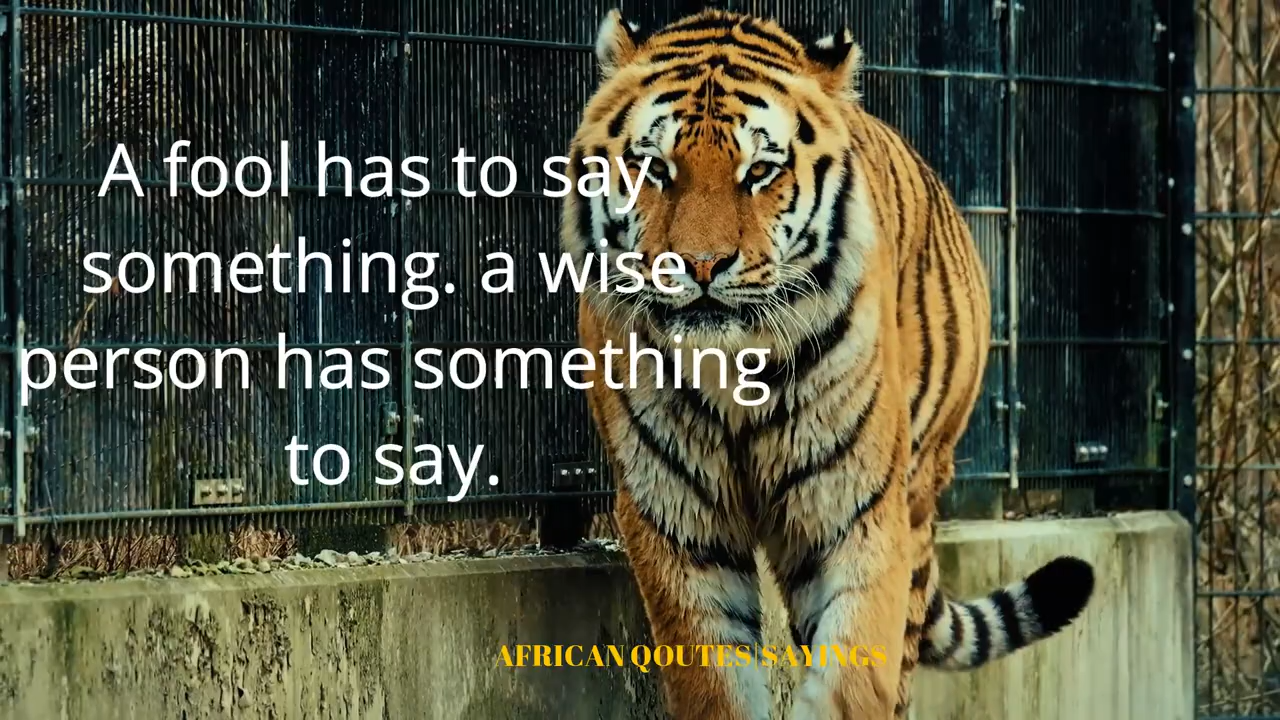 A fool has to say
something. a wise
person has something
to say.
AFRICAN QOUTES|SAYINGS